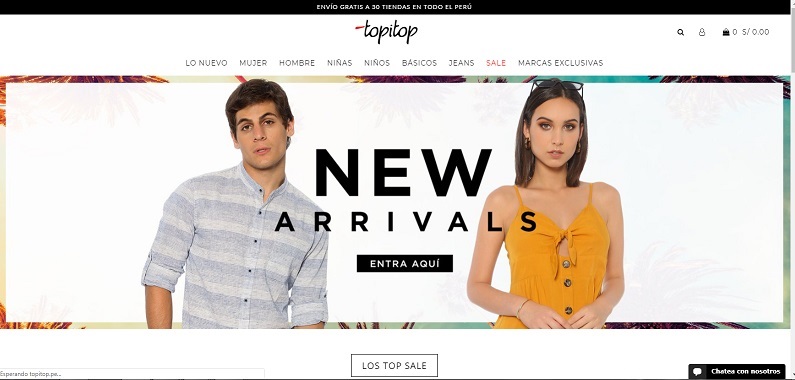 ENVÍO GRATIS A 30 TIENDAS EN TODO EL PERÚ
topitop
0 S/ 0.00
LO NUEVO MUJER HOMBRE NIÑAS NIÑOS BÁSICOS JEANS SALE MARCAS EXCLUSIVAS
NEW
ARRIVALS
ENTRA AQUÍ
LOS TOP SALE
Chatea con nosotros
Esperando topitop.pe...